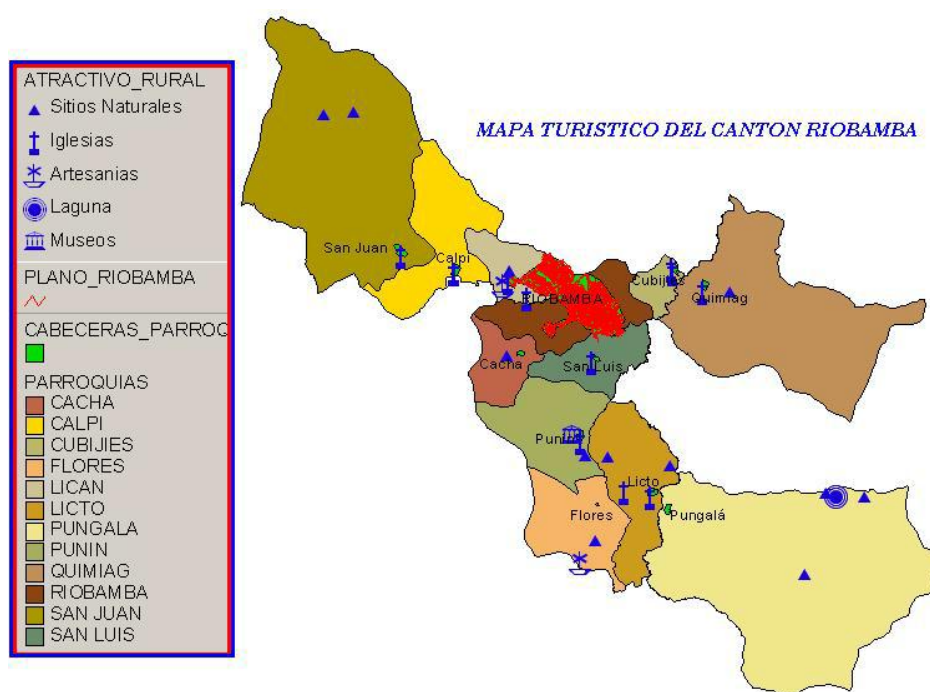 ATRACTIVO_RURAL
Sitios Naturales
Iglesias
Artesanias
Laguna
Museos
PLANO_RIOBAMBA
CABECERAS_PARROQ
PARROQUIAS
CACHA
CALPI
CUBIJIES
FLORES
LICAN
LICTO
PUNGALA
PUNIN
QUIMIAG
RIOBAMBA
SAN JUAN
SAN LUIS
MAPA TURISTICO DEL CANTON RIOBAMBA
San Juan
Calpi
Cubijies
Quimiag
RIOBAMBA
Cacha
San Luis
Punin
Licto
Flores
Pungalá